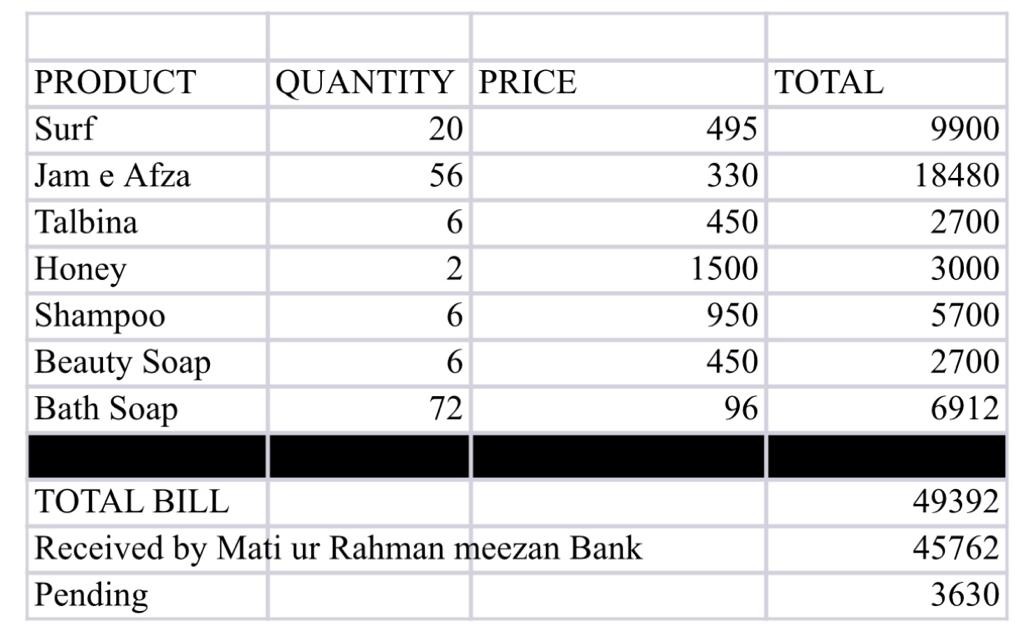 PRODUCT QUANTITY PRICE TOTAL
Surf 20 495 9900
Jam e Afza 56 330 18480
Talbina 6 450 2700
Honey 2 1500 3000
Shampoo 6 950 5700
Beauty Soap 6 450 2700
Bath Soap 72 96 6912
TOTAL BILL 49392
Received by Mati ur Rahman meezan Bank 45762
Pending 3630